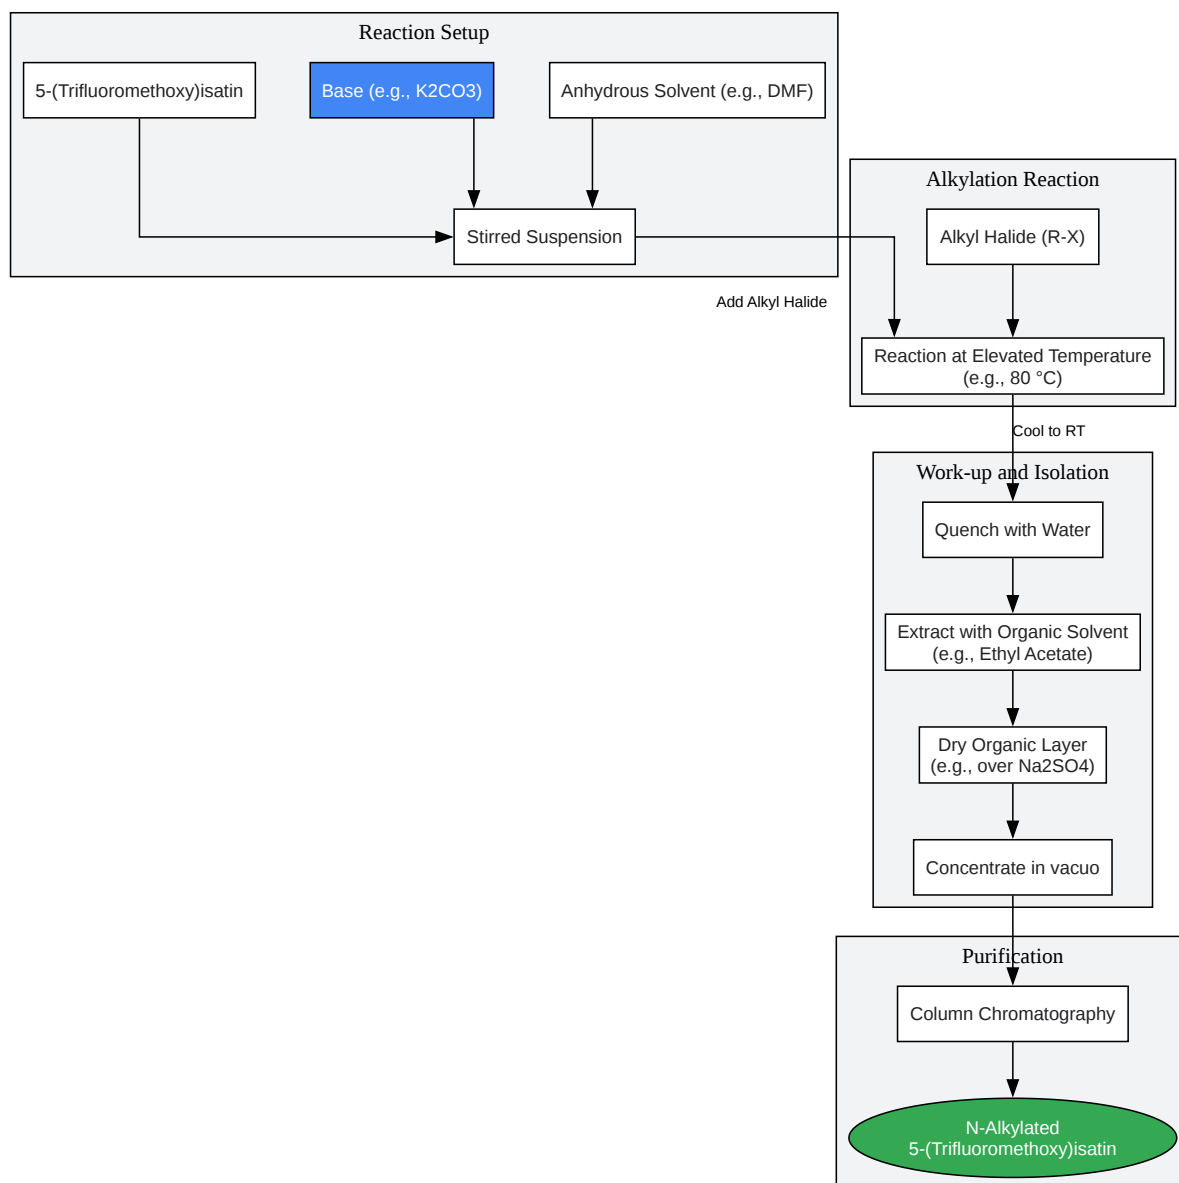 Reaction Setup
5-(Trifluoromethoxy)isatin
Base (e.g., K2CO3)
Anhydrous Solvent (e.g., DMF)
Stirred Suspension
Add Alkyl Halide
Alkylation Reaction
Alkyl Halide (R-X)
Reaction at Elevated Temperature
(e.g., 80 °C)
Cool to RT
Work-up and Isolation
Quench with Water
Extract with Organic Solvent
(e.g., Ethyl Acetate)
Dry Organic Layer
(e.g., over Na2SO4)
Concentrate in vacuo
Purification
Column Chromatography
N-Alkylated
5-(Trifluoromethoxy)isatin